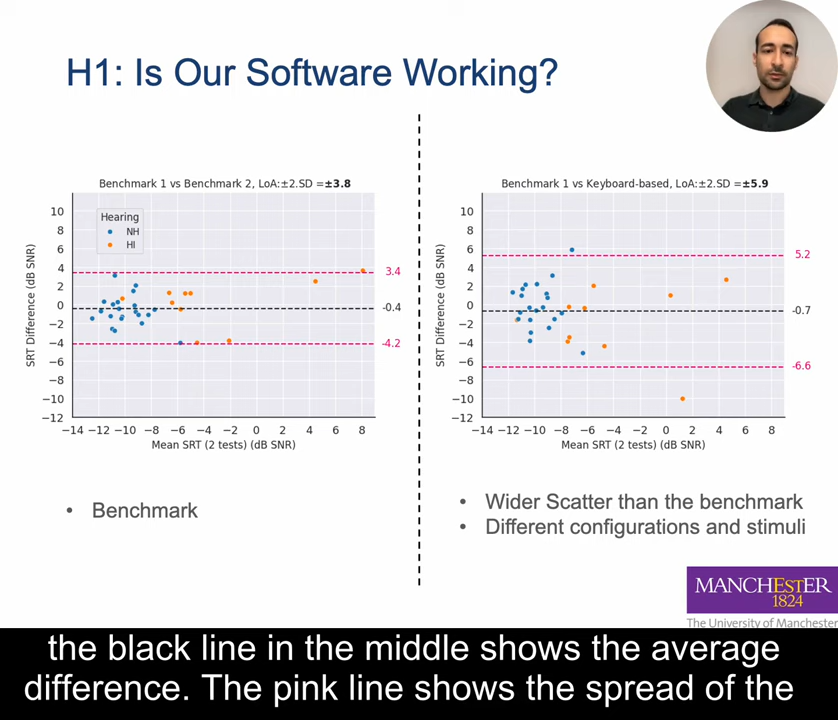 H1: Is Our Software Working?
Benchmark 1 vs Benchmark 2, LoA:±2.SD =±3.8
SRT Difference (dB SNR)
10
8
6
4
2
0
−2
−4
−6
−8
−10
−12
Hearing
NH
HI
3.4
-0.4
-4.2
−14 −12 −10 −8 −6 −4 −2 0 2 4 6 8
Mean SRT (2 tests) (dB SNR)
• Benchmark
Benchmark 1 vs Keyboard-based, LoA:±2.SD =±5.9
SRT Difference (dB SNR)
10
8
6
4
2
0
−2
−4
−6
−8
−10
−12
5.2
-0.7
-6.6
−14 −12 −10 −8 −6 −4 −2 0 2 4 6 8
Mean SRT (2 tests) (dB SNR)
• Wider Scatter than the benchmark
• Different configurations and stimuli
MANCHESTER
1824
The University of Manchester
the black line in the middle shows the average
difference. The pink line shows the spread of the